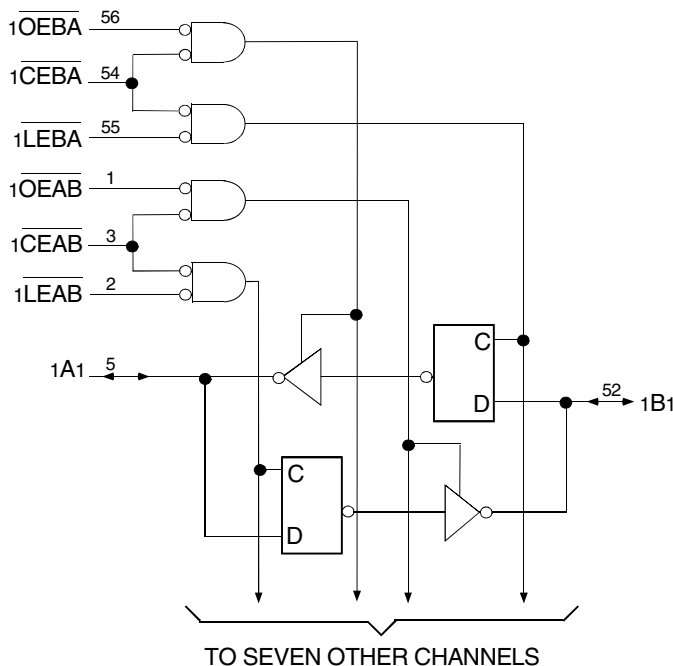 1OEBA 56
1CEBA 54
1LEBA 55
1OEAB 1
1CEAB 3
1LEAB 2
C
1A1 5
D
52 1B1
C
D
TO SEVEN OTHER CHANNELS